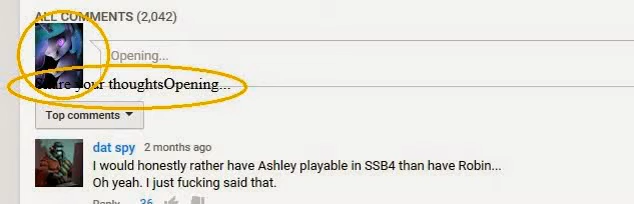 ALL COMMENTS (2,042)
Opening...
Share your thoughtsOpening...
Top comments
dat spy 2 months ago
I would honestly rather have Ashley playable in SSB4 than have Robin...
Oh yeah. I just fucking said that.
Reply 36